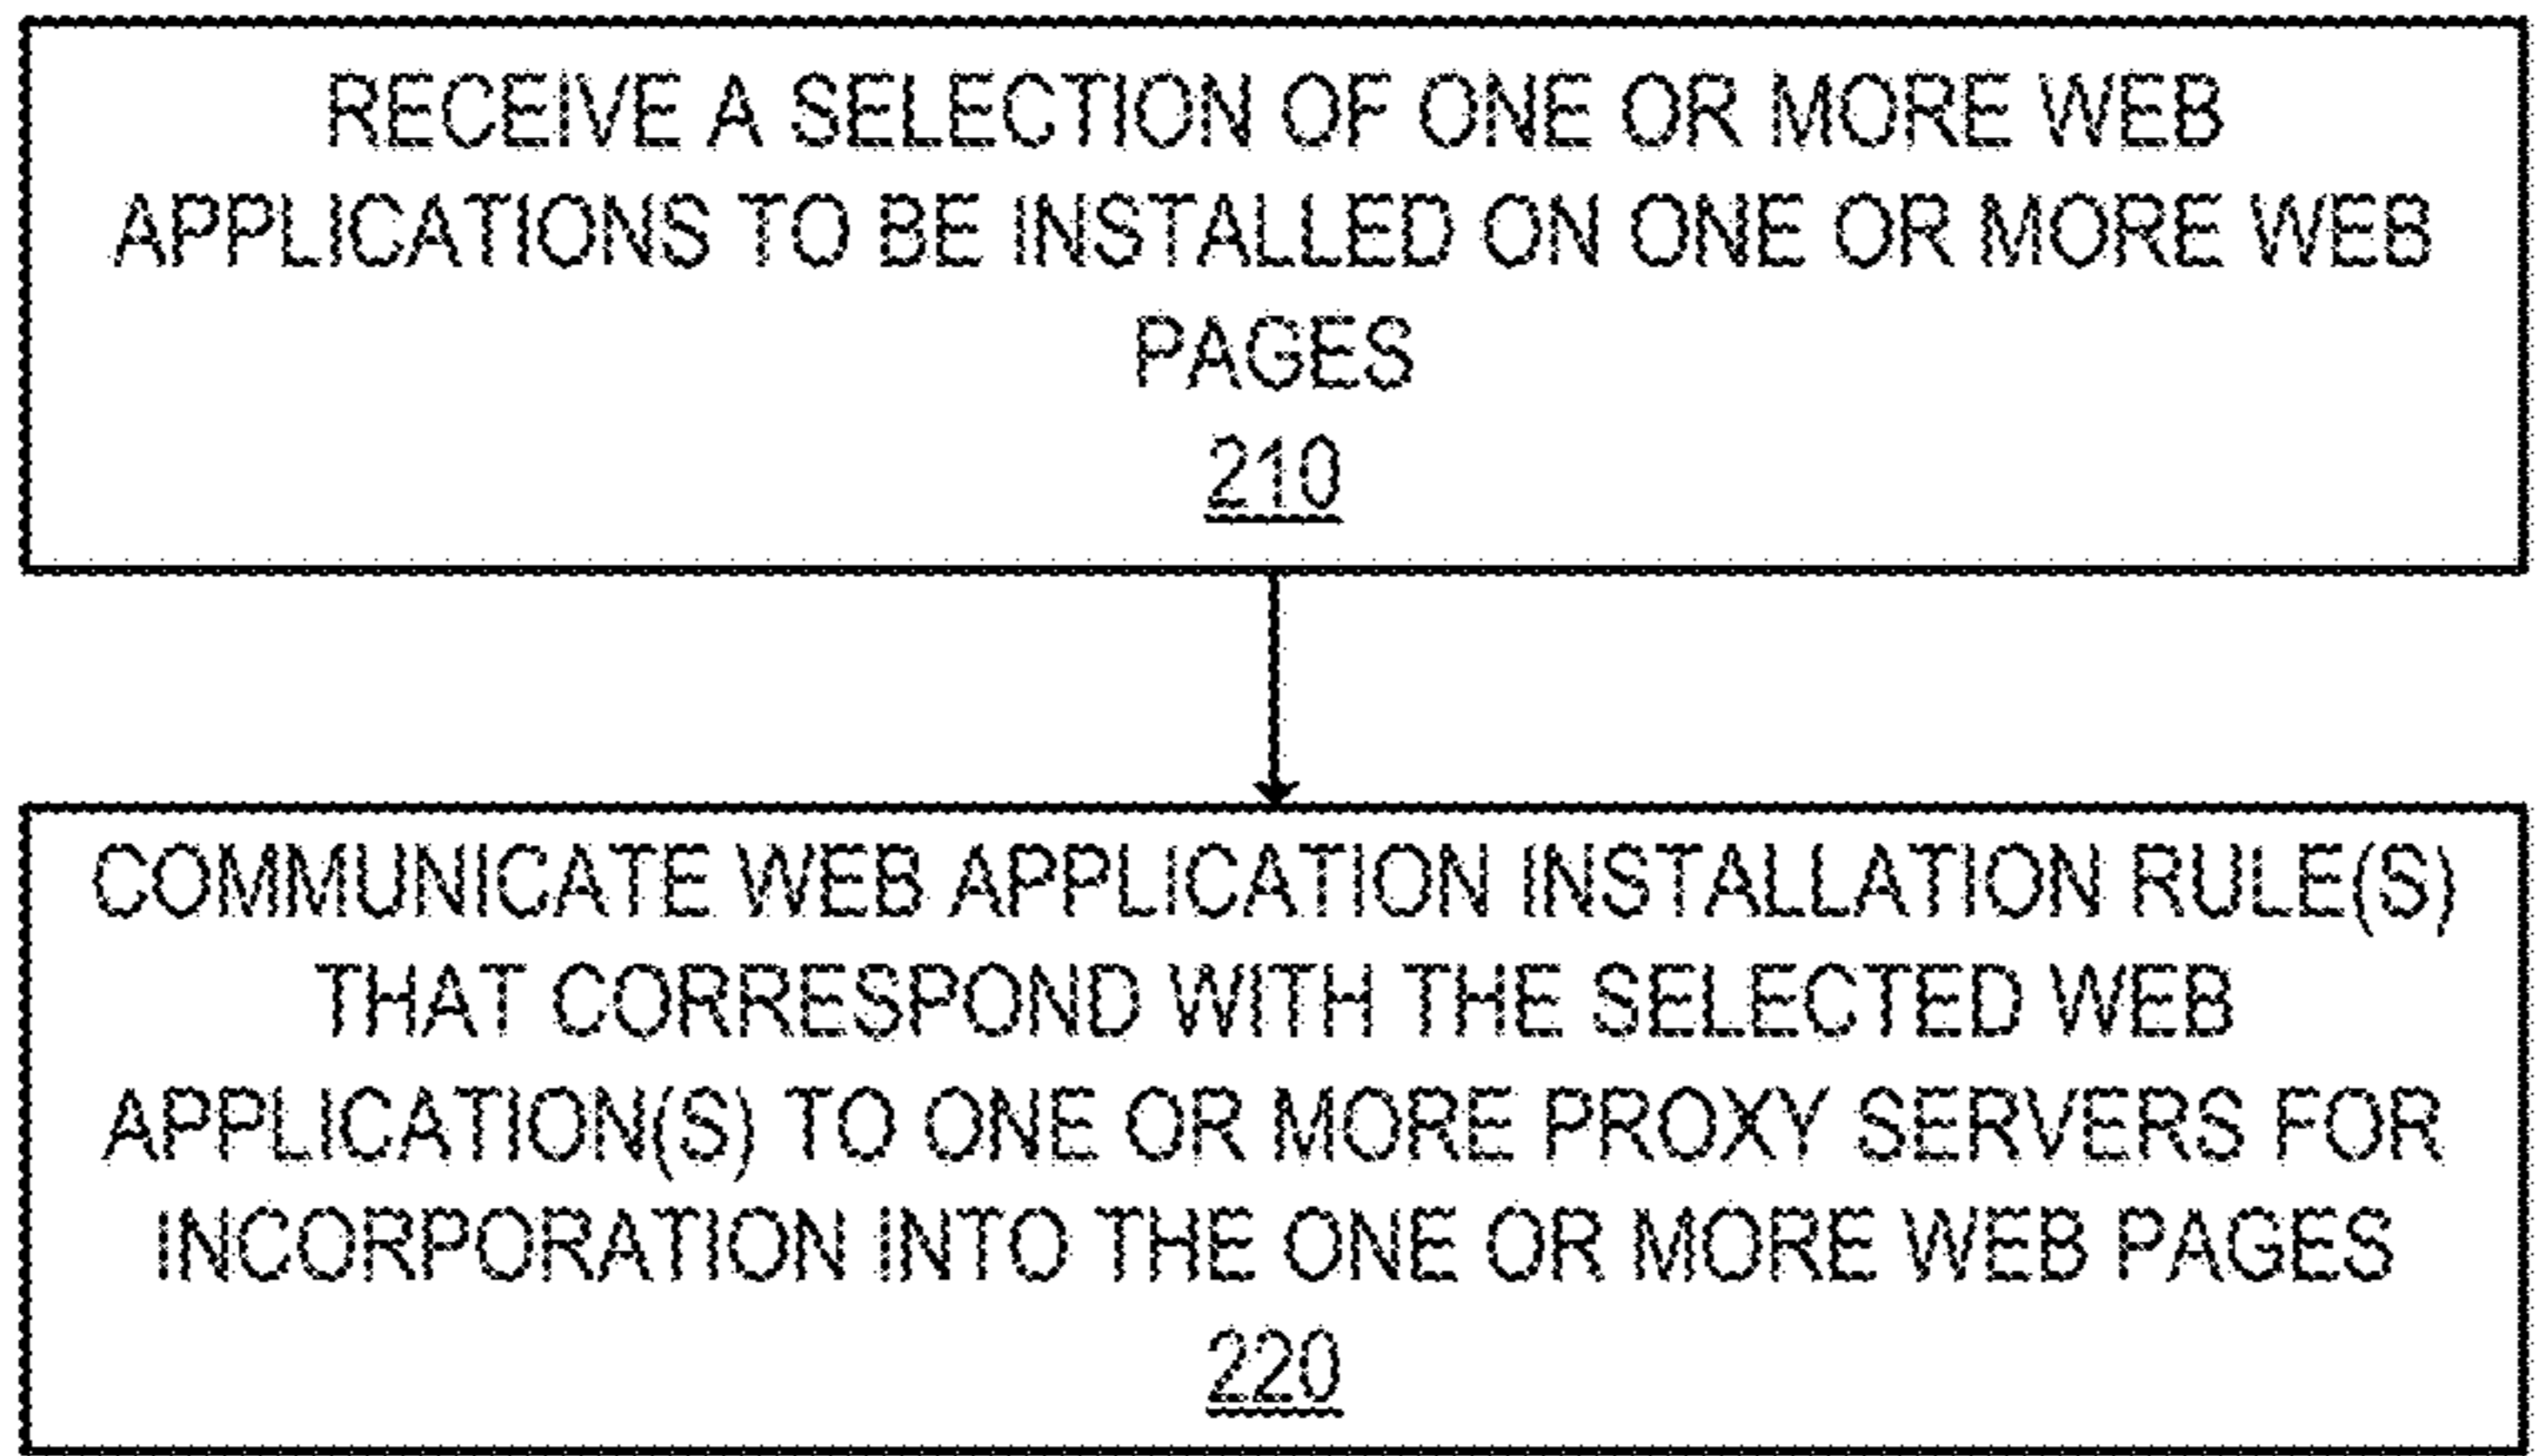 RECEIVE A SELECTION OF ONE OR MORE WEB
APPLICATIONS TO BE INSTALLED ON ONE OR MORE WEB
PAGES
210
COMMUNICATE WEB APPLICATION INSTALLATION RULE(S)
THAT CORRESPOND WITH THE SELECTED WEB
APPLICATION(S) TO ONE OR MORE PROXY SERVERS FOR
INCORPORATION INTO THE ONE OR MORE WEB PAGES
220